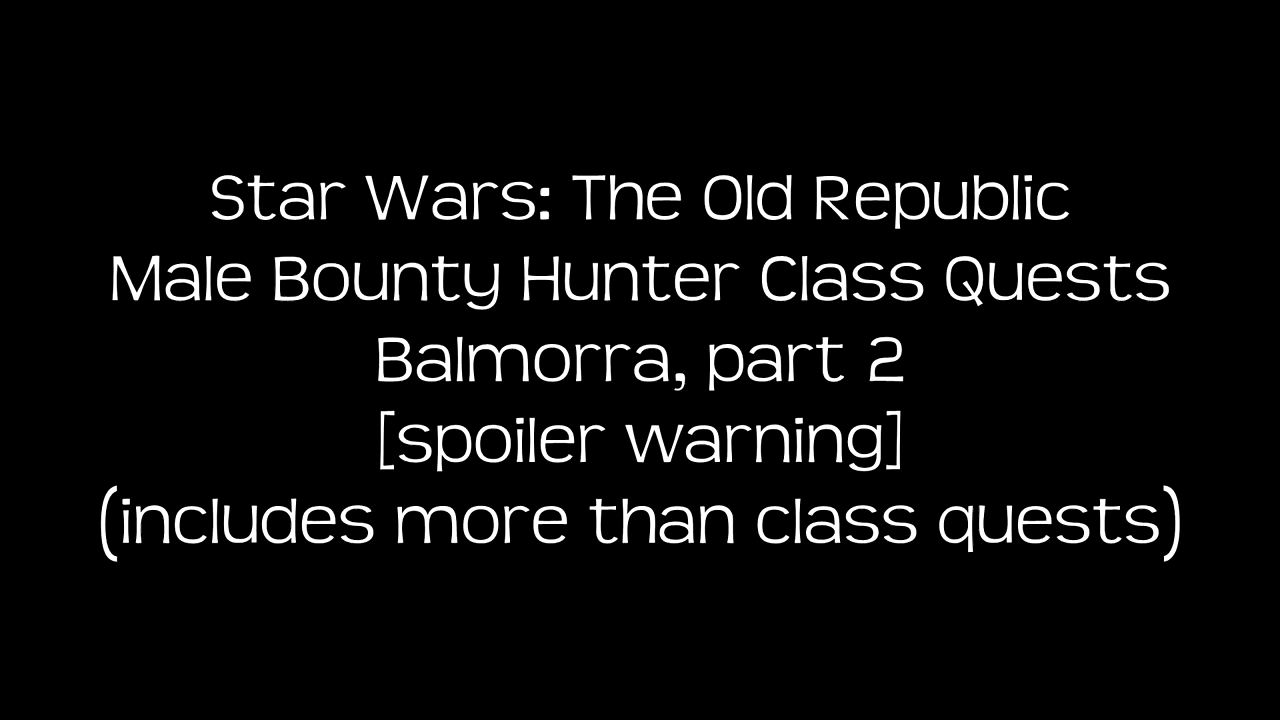 Star Wars: The Old Republic
Male Bounty Hunter Class Quests
Balmorra, part 2
[spoiler warning]
(includes more than class quests)